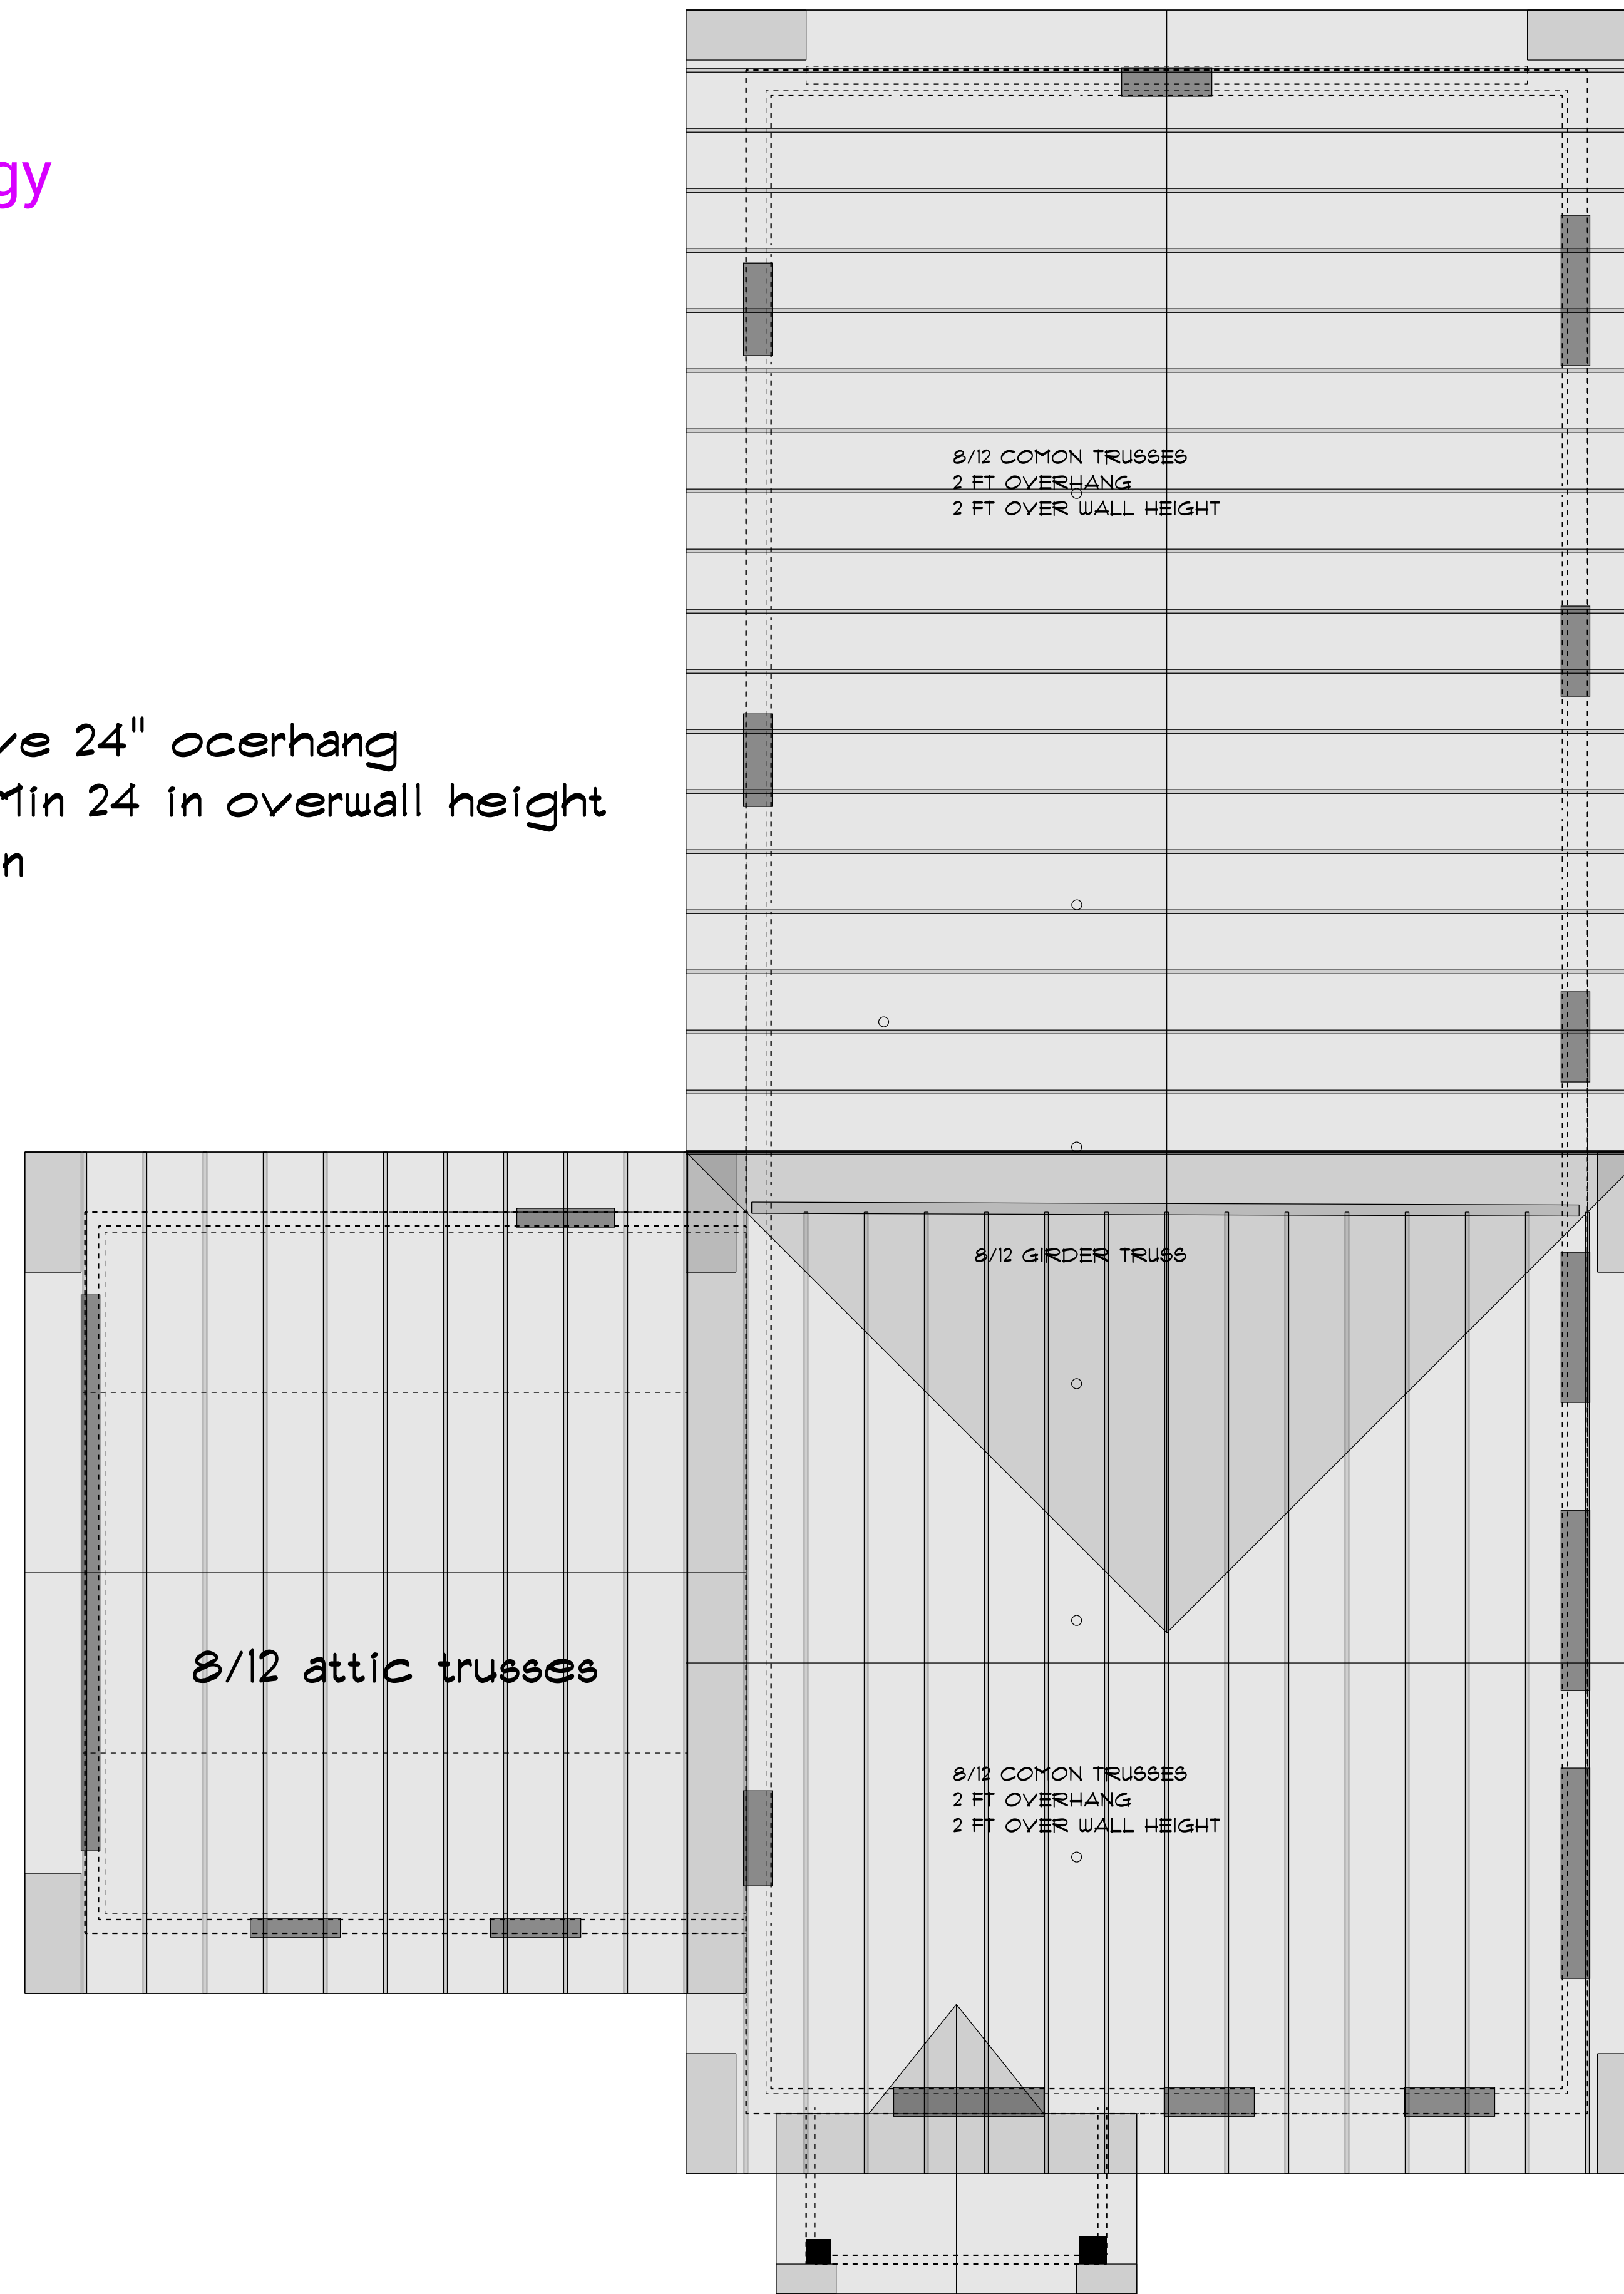 gy
8/12 COMON TRUSSES
2 FT OVERHANG
2 FT OVER WALL HEIGHT
ve 24" ocerhang
Min 24 in overwall height
n
8/12 GIRDER TRUSS
8/12 attic trusses
8/12 COMON TRUSSES
2 FT OVERHANG
2 FT OVER WALL HEIGHT